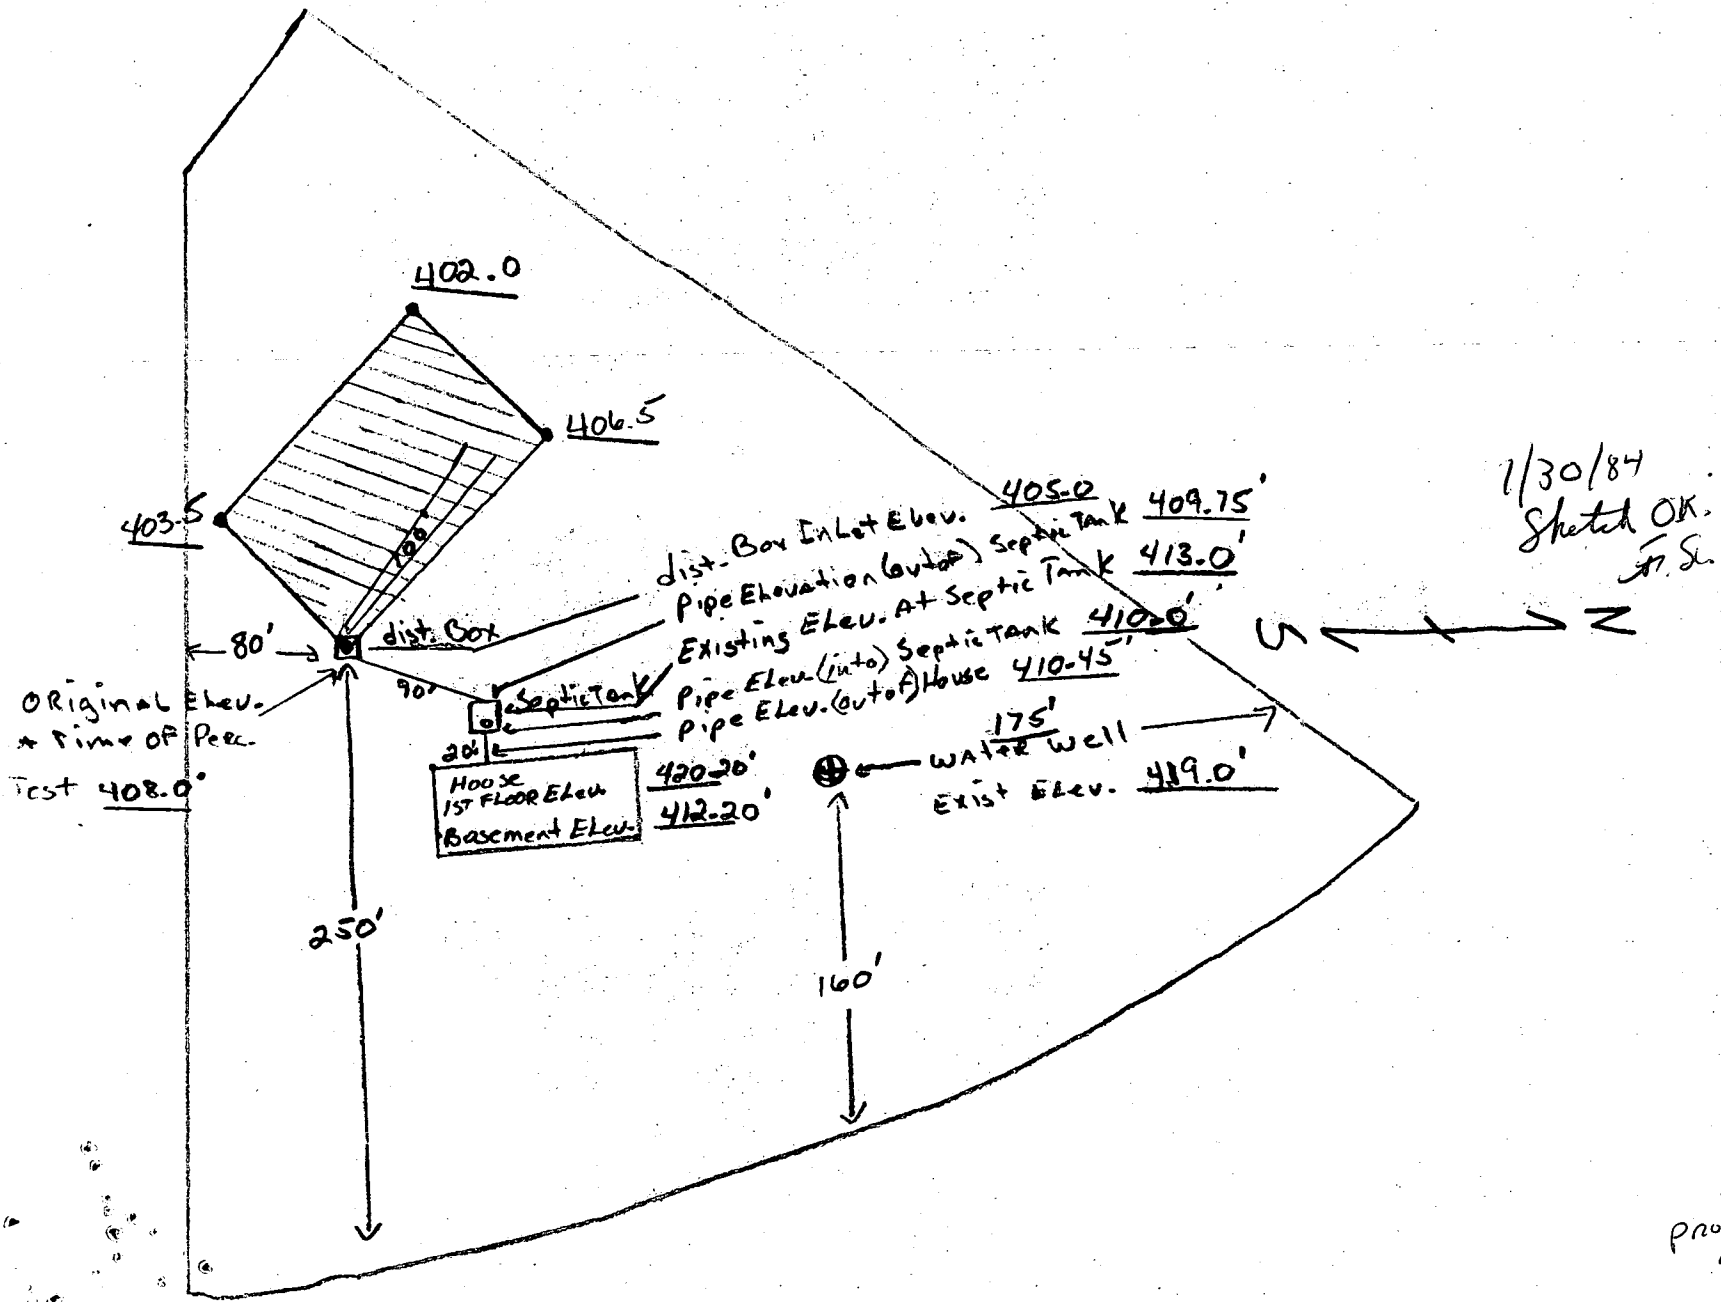 402.0
406.5
403.5
100'
1/30/84
Sketch OK.
dist. Box InLet Elev. 405.0
pipe Elevation (out of) Septic Tank 409.75'
Existing Elev. At Septic Tank 413.0'
pipe Elev. (into) Septic Tank 410.0'
pipe Elev. (out of) House 410.45'
S N
80'
dist. Box
90'
Septic Tank
20'
ORiginal Elev.
Time OF Perc.
Test 408.0'
House
1ST FLOOR Elev. 420.20'
Basement Elev. 412.20'
175'
WATER Well
Exist Elev. 419.0'
250'
160'
pro